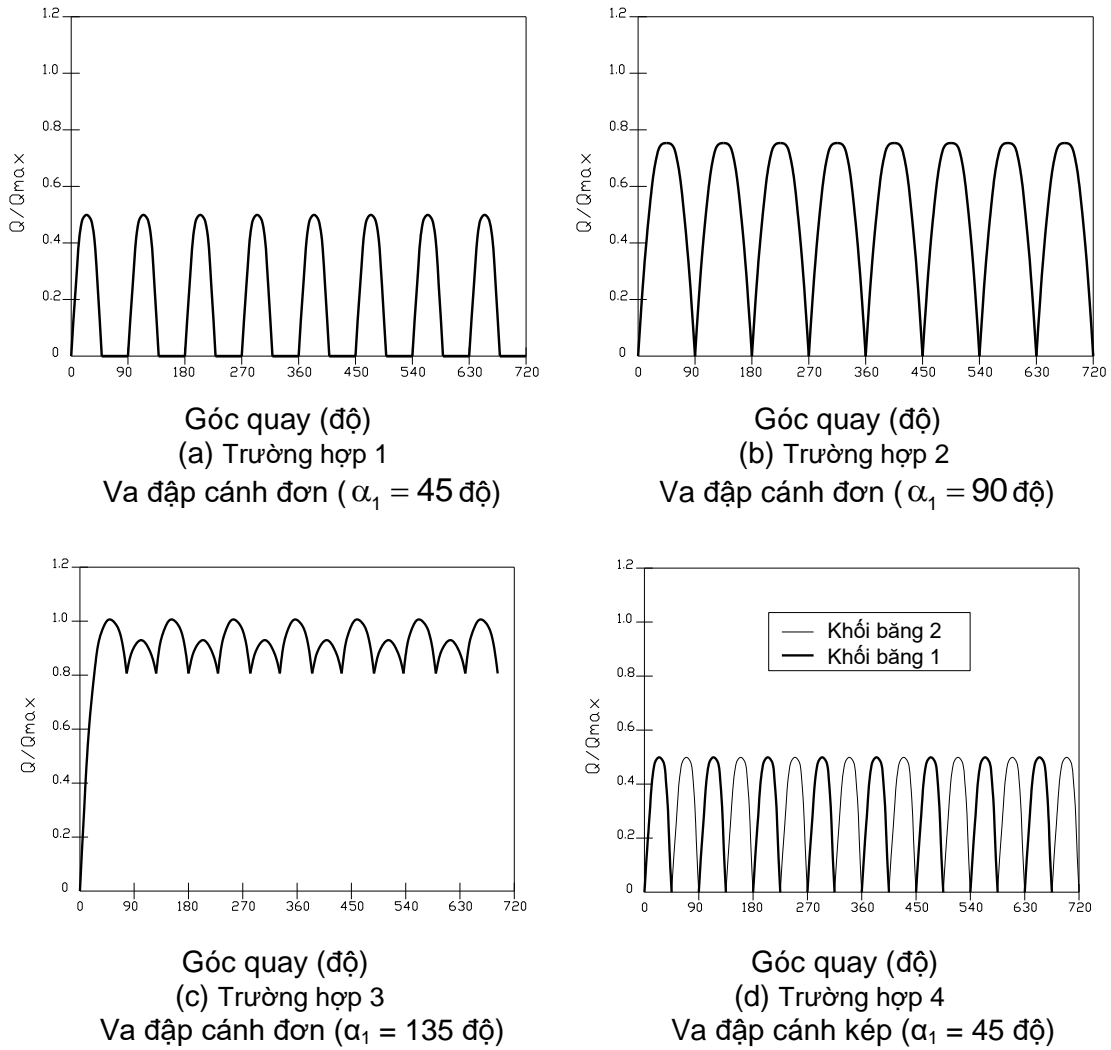 1.2
1.0
0.8
0.6
0.4
0.2
0
Q/Qmax
0 90 180 270 360 450 540 630 720
Góc quay (độ)
(a) Trường hợp 1
Va đập cánh đơn ( α₁ = 45 độ)
1.2
1.0
0.8
0.6
0.4
0.2
0
Q/Qmax
0 90 180 270 360 450 540 630 720
Góc quay (độ)
(b) Trường hợp 2
Va đập cánh đơn ( α₁ = 90 độ)
1.2
1.0
0.8
0.6
0.4
0.2
0
Q/Qmax
0 90 180 270 360 450 540 630 720
Góc quay (độ)
(c) Trường hợp 3
Va đập cánh đơn (α₁ = 135 độ)
1.2
1.0
0.8
0.6
0.4
0.2
0
Q/Qmax
Khối băng 2
Khối băng 1
0 90 180 270 360 450 540 630 720
Góc quay (độ)
(d) Trường hợp 4
Va đập cánh kép (α₁ = 45 độ)